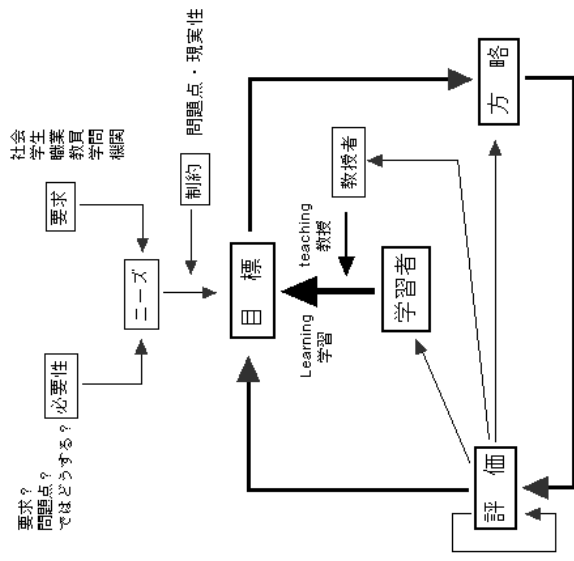 要求?
問題点?
ではどうする?
社会
学生
職業
教員
学問
機関
必要性
要求
ニーズ
制約
問題点・現実性
目 標
Learning
学習
teaching
教授
学習者
教授者
評 価
方 略